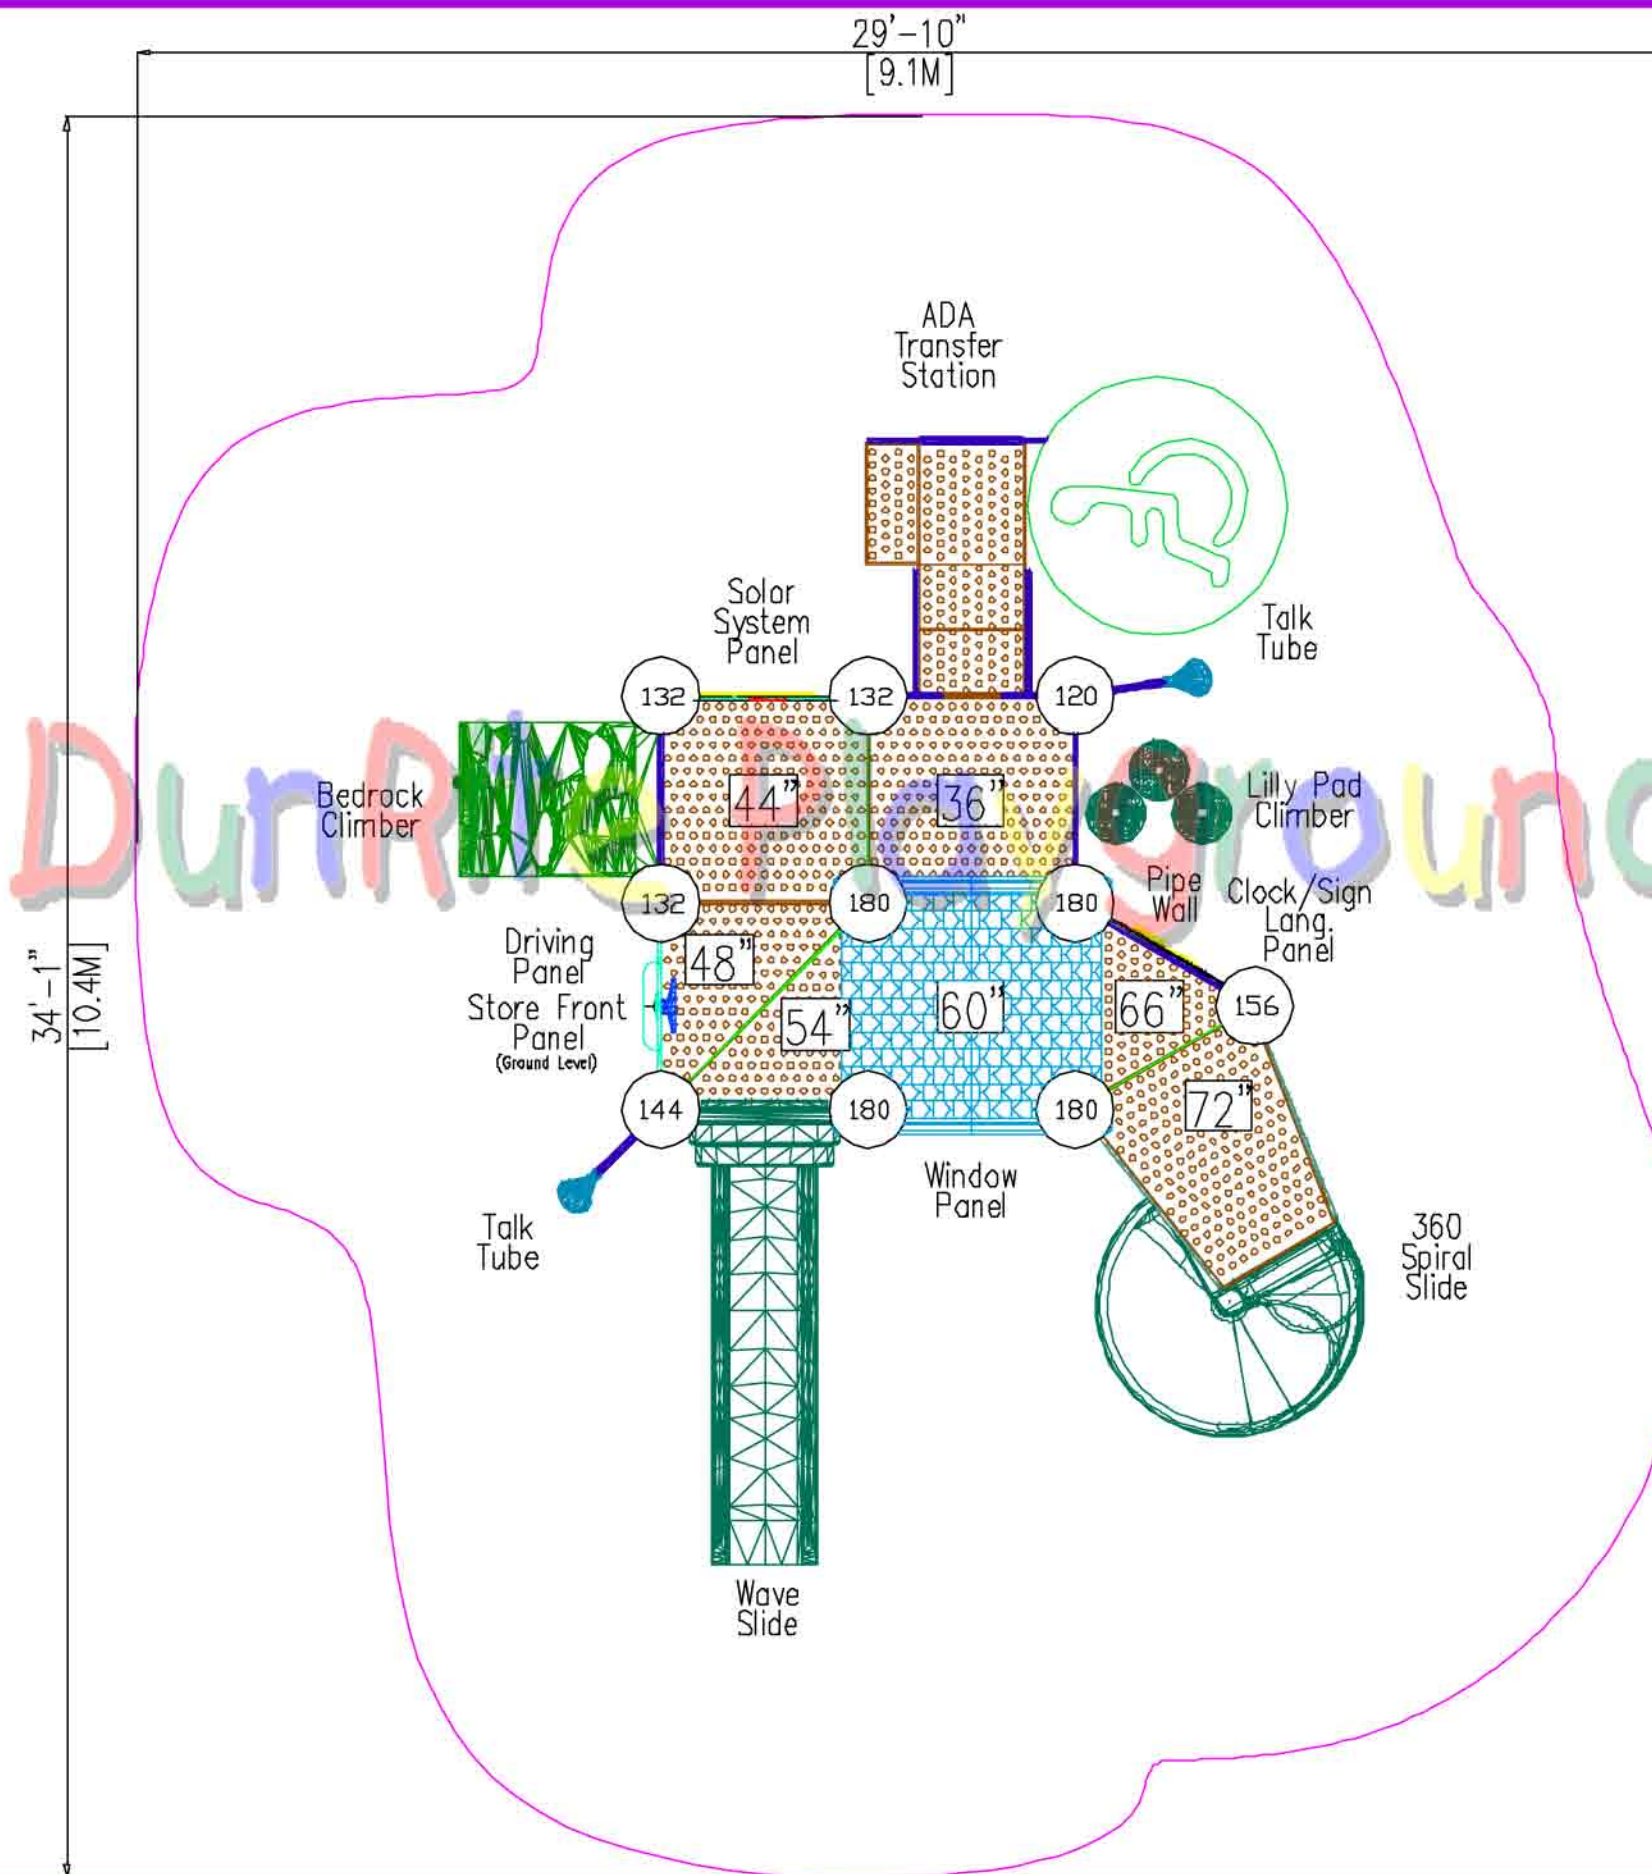 29'-10"
[9.1M]
ADA
Transfer
Station
Solar
System
Panel
Talk
Tube
132
132
120
DunRite Playground
Bedrock
Climber
44"
36"
Lilly Pad
Climber
Pipe
Wall
Clock/Sign
Lang.
Panel
132
180
180
34'-1"
[10.4M]
Driving
Panel
Store Front
Panel
(Ground Level)
48"
54"
60"
66"
156
72"
144
180
180
Window
Panel
Talk
Tube
360
Spiral
Slide
Wave
Slide